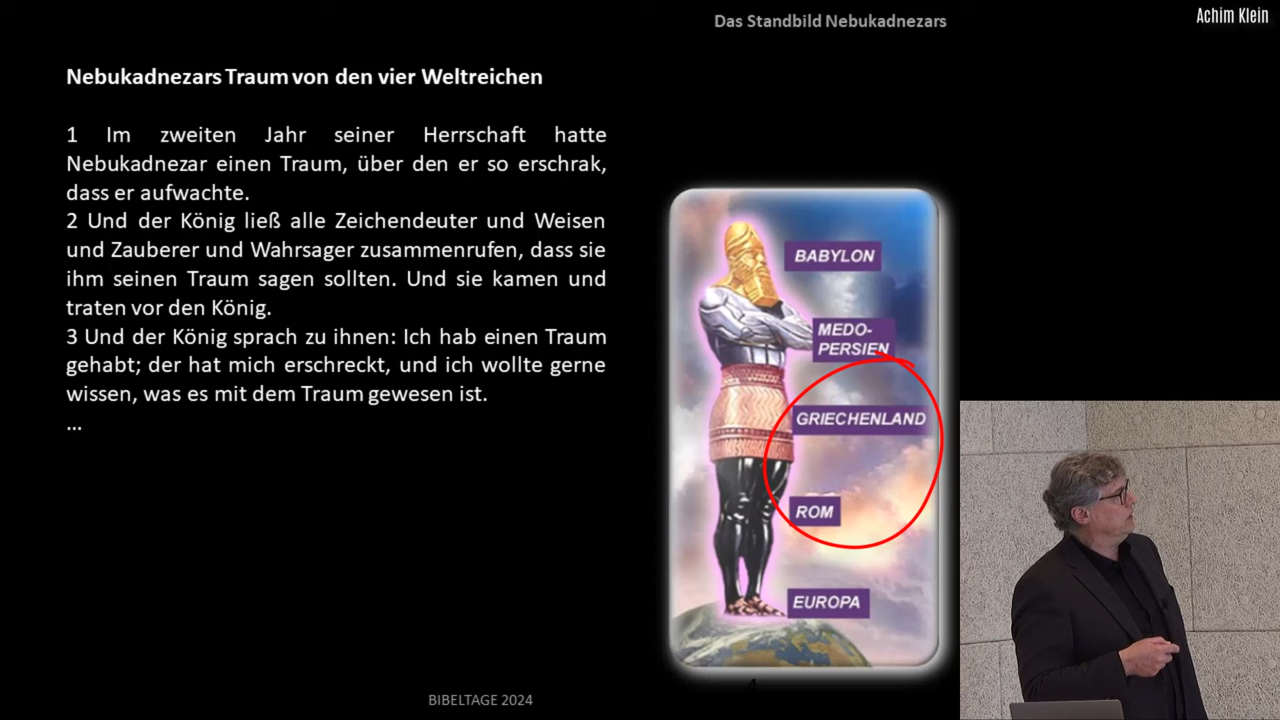 Das Standbild Nebukadnezars
Achim Klein
Nebukadnezars Traum von den vier Weltreichen
1 Im zweiten Jahr seiner Herrschaft hatte
Nebukadnezar einen Traum, über den er so erschrak,
dass er aufwachte.
2 Und der König ließ alle Zeichendeuter und Weisen
und Zauberer und Wahrsager zusammenrufen, dass sie
ihm seinen Traum sagen sollten. Und sie kamen und
traten vor den König.
3 Und der König sprach zu ihnen: Ich hab einen Traum
gehabt; der hat mich erschreckt, und ich wollte gerne
wissen, was es mit dem Traum gewesen ist.
...
BABYLON
MEDO-
PERSIEN
GRIECHENLAND
ROM
EUROPA
BIBELTAGE 2024